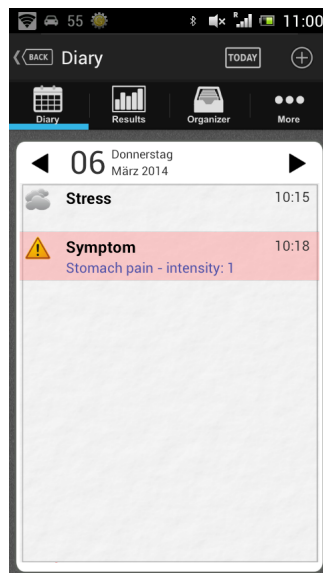 55
R
11:00
BACK Diary TODAY
Diary Results Organizer More
06 Donnerstag
März 2014
Stress 10:15
Symptom 10:18
Stomach pain - intensity: 1